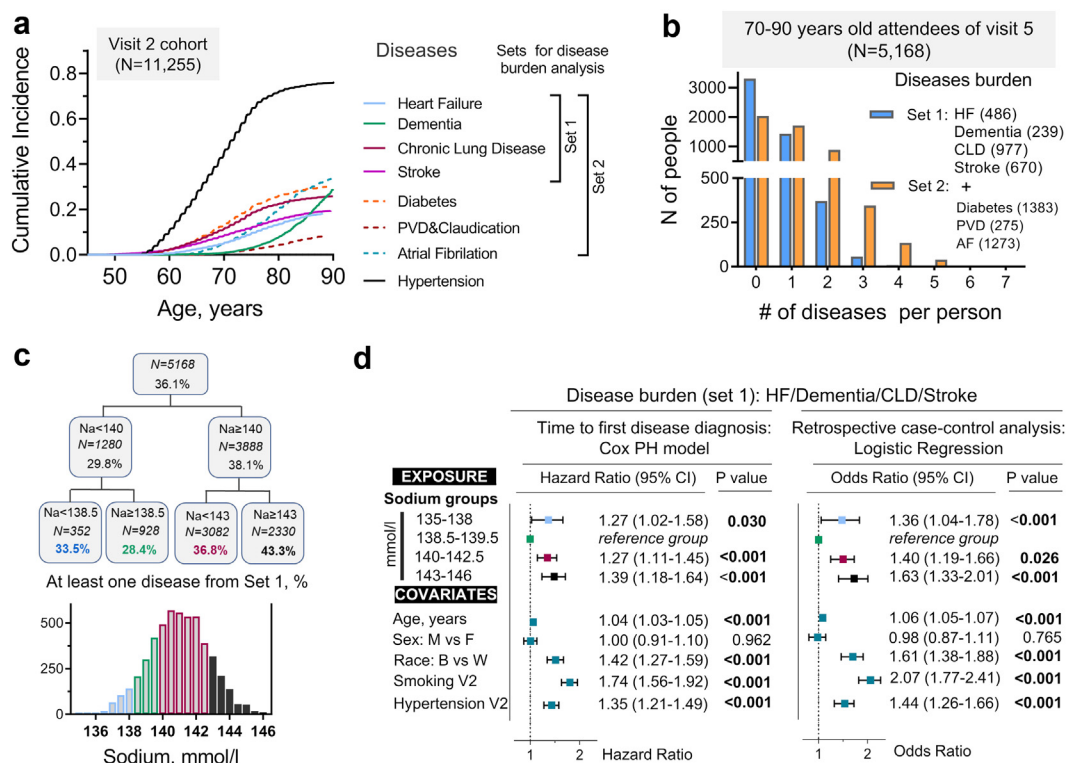 a
Visit 2 cohort
(N=11,255)
Diseases
Sets for disease
burden analysis
Cumulative Incidence
0.8
0.6
0.4
0.2
0.0
50
60
70
80
90
Age, years
Heart Failure
Dementia
Chronic Lung Disease
Stroke
Diabetes
PVD&Claudication
Atrial Fibrilation
Hypertension
Set 1
Set 2
b
70-90 years old attendees of visit 5
(N=5,168)
N of people
3000
2000
1000
500
250
0
0
1
2
3
4
5
6
7
# of diseases per person
Diseases burden
Set 1: HF (486)
Dementia (239)
CLD (977)
Stroke (670)
Set 2: +
Diabetes (1383)
PVD (275)
AF (1273)
c
N=5168
36.1%
Na<140
N=1280
29.8%
Na≥140
N=3888
38.1%
Na<138.5
N=352
33.5%
Na≥138.5
N=928
28.4%
Na<143
N=3082
36.8%
Na≥143
N=2330
43.3%
At least one disease from Set 1, %
500
250
0
136
138
140
142
144
146
Sodium, mmol/l
d
Disease burden (set 1): HF/Dementia/CLD/Stroke
Time to first disease diagnosis:
Cox PH model
Retrospective case-control analysis:
Logistic Regression
EXPOSURE
Hazard Ratio (95% CI)
P value
Odds Ratio (95% CI)
P value
Sodium groups
mmol/l
135-138
1.27 (1.02-1.58)
0.030
1.36 (1.04-1.78)
<0.001
138.5-139.5
reference group
reference group
140-142.5
1.27 (1.11-1.45)
<0.001
1.40 (1.19-1.66)
0.026
143-146
1.39 (1.18-1.64)
<0.001
1.63 (1.33-2.01)
<0.001
COVARIATES
Age, years
1.04 (1.03-1.05)
<0.001
1.06 (1.05-1.07)
<0.001
Sex: M vs F
1.00 (0.91-1.10)
0.962
0.98 (0.87-1.11)
0.765
Race: B vs W
1.42 (1.27-1.59)
<0.001
1.61 (1.38-1.88)
<0.001
Smoking V2
1.74 (1.56-1.92)
<0.001
2.07 (1.77-2.41)
<0.001
Hypertension V2
1.35 (1.21-1.49)
<0.001
1.44 (1.26-1.66)
<0.001
1
2
Hazard Ratio
1
2
Odds Ratio